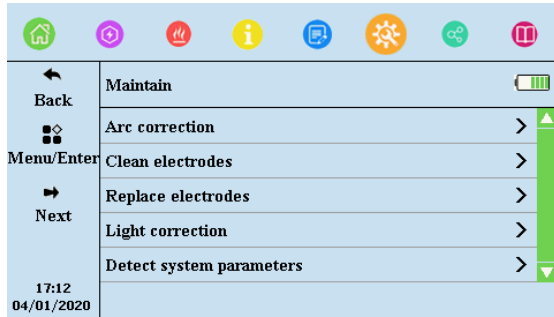 Back
Menu/Enter
Next
17:12
04/01/2020
Maintain
Arc correction
Clean electrodes
Replace electrodes
Light correction
Detect system parameters